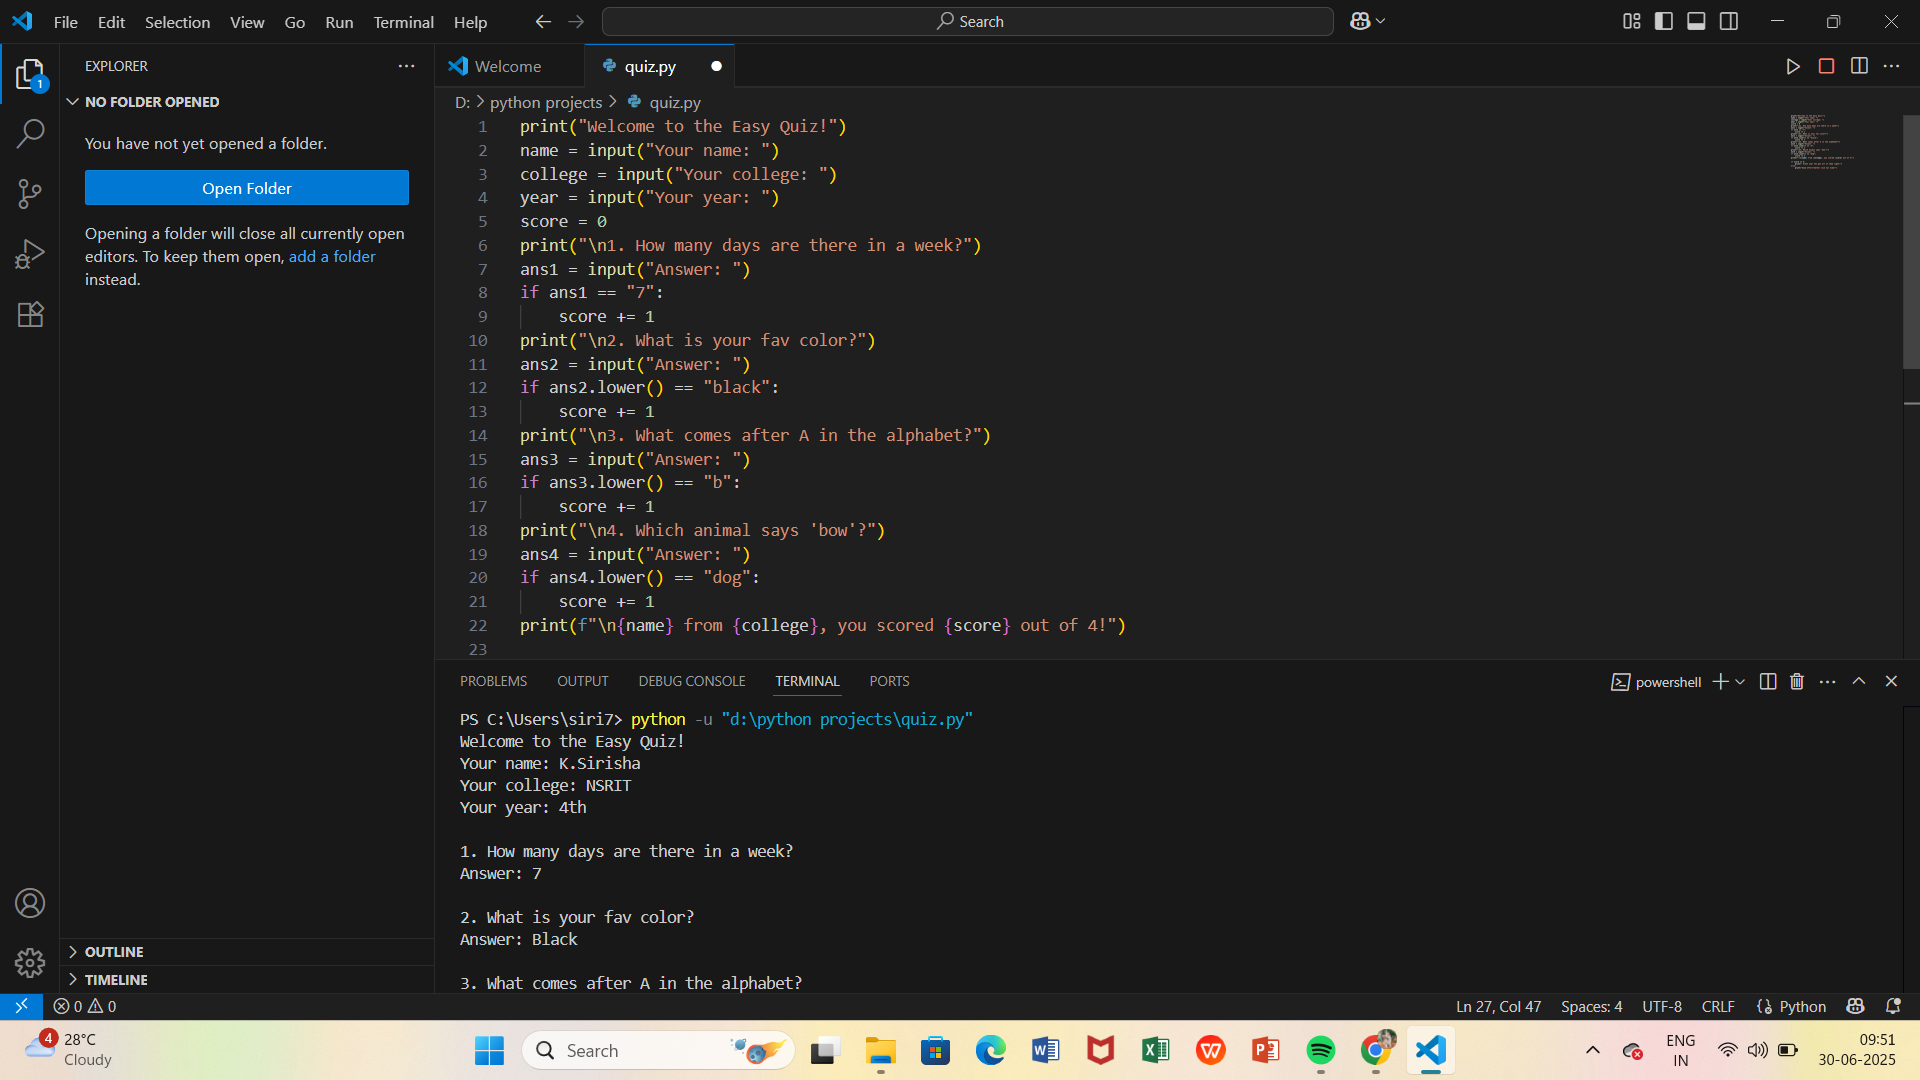 File Edit Selection View Go Run Terminal Help
Search
EXPLORER
1
NO FOLDER OPENED
You have not yet opened a folder.
Open Folder
Opening a folder will close all currently open
editors. To keep them open, add a folder
instead.
OUTLINE
TIMELINE
Welcome
quiz.py
D: > python projects > quiz.py
1 print("Welcome to the Easy Quiz!")
2 name = input("Your name: ")
3 college = input("Your college: ")
4 year = input("Your year: ")
5 score = 0
6 print("\n1. How many days are there in a week?")
7 ans1 = input("Answer: ")
8 if ans1 == "7":
9 score += 1
10 print("\n2. What is your fav color?")
11 ans2 = input("Answer: ")
12 if ans2.lower() == "black":
13 score += 1
14 print("\n3. What comes after A in the alphabet?")
15 ans3 = input("Answer: ")
16 if ans3.lower() == "b":
17 score += 1
18 print("\n4. Which animal says 'bow'?")
19 ans4 = input("Answer: ")
20 if ans4.lower() == "dog":
21 score += 1
22 print(f"\n{name} from {college}, you scored {score} out of 4!")
23
PROBLEMS OUTPUT DEBUG CONSOLE TERMINAL PORTS
powershell
PS C:\Users\siri7> python -u "d:\python projects\quiz.py"
Welcome to the Easy Quiz!
Your name: K.Sirisha
Your college: NSRIT
Your year: 4th
1. How many days are there in a week?
Answer: 7
2. What is your fav color?
Answer: Black
3. What comes after A in the alphabet?
0 0
Ln 27, Col 47 Spaces: 4 UTF-8 CRLF Python
4
28°C
Cloudy
Search
ENG
IN
09:51
30-06-2025